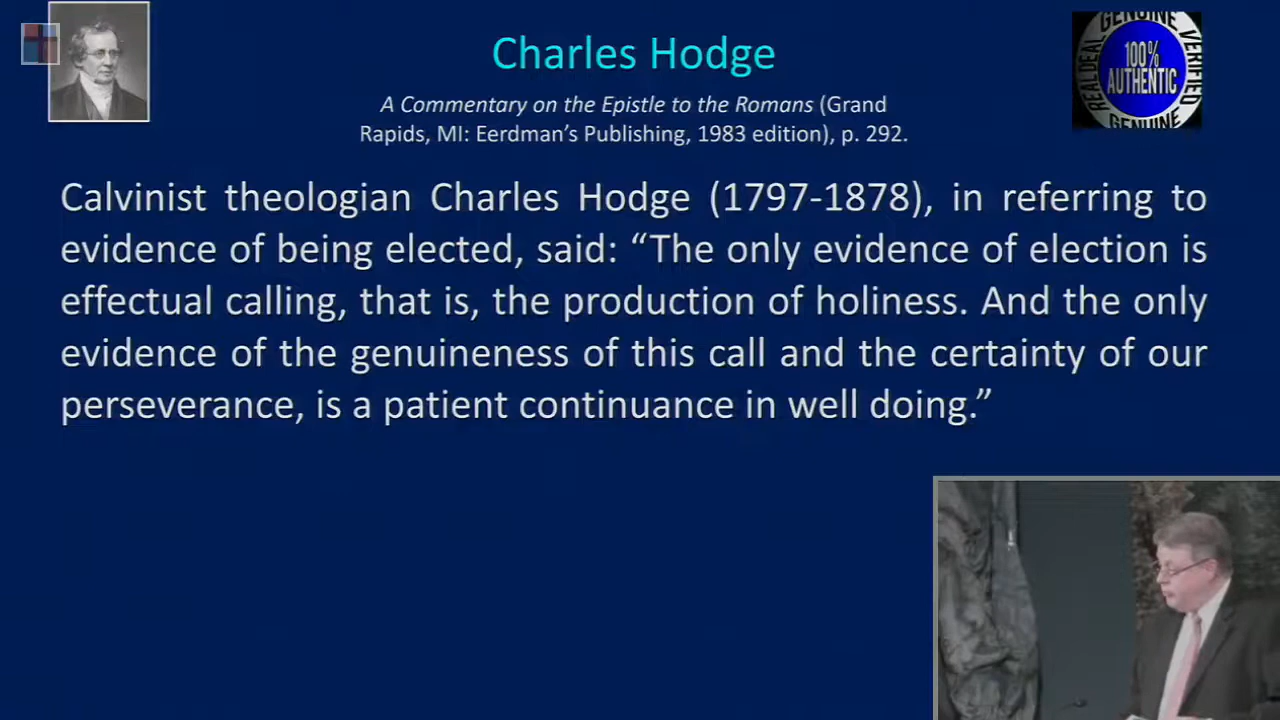 Charles Hodge
A Commentary on the Epistle to the Romans (Grand
Rapids, MI: Eerdman's Publishing, 1983 edition), p. 292.
GENUINE
REAL DEAL
100%
AUTHENTIC
VERIFIED
GENUINE
Calvinist theologian Charles Hodge (1797-1878), in referring to
evidence of being elected, said: “The only evidence of election is
effectual calling, that is, the production of holiness. And the only
evidence of the genuineness of this call and the certainty of our
perseverance, is a patient continuance in well doing.”